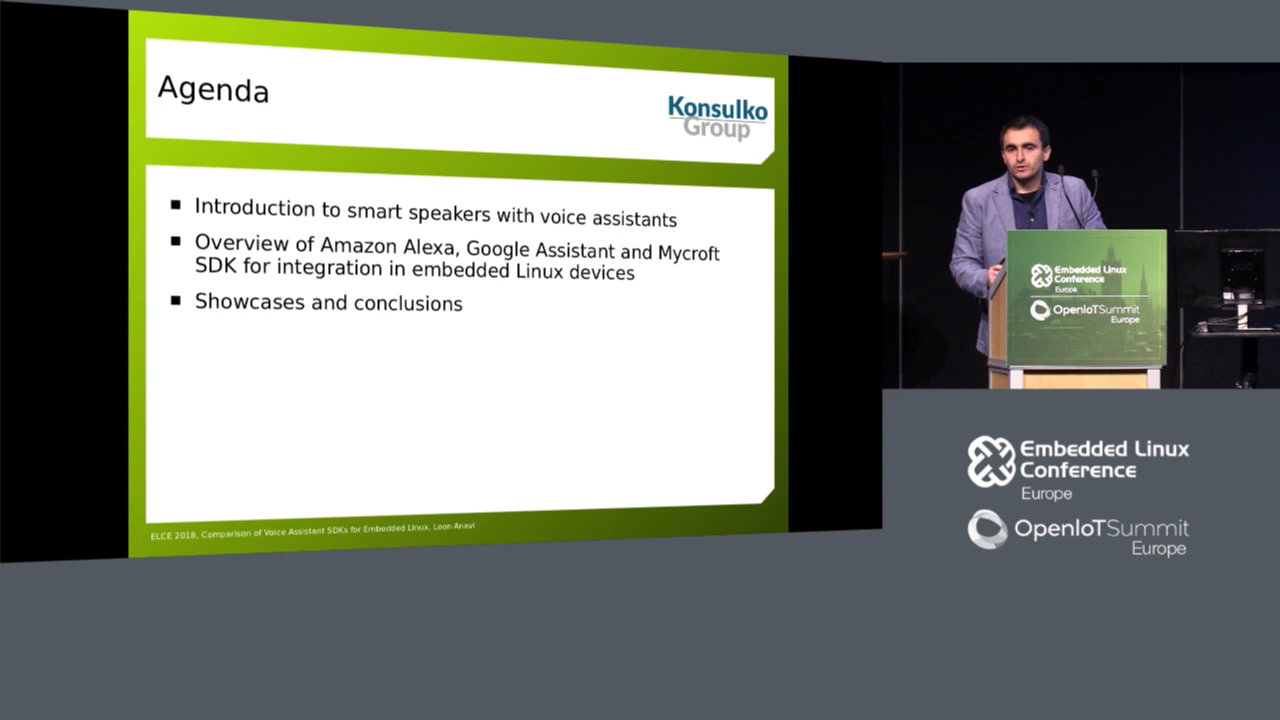 Agenda
Konsulko
Group
Introduction to smart speakers with voice assistants
Overview of Amazon Alexa, Google Assistant and Mycroft
SDK for integration in embedded Linux devices
Showcases and conclusions
ELCE 2018, Comparison of Voice Assistant SDKs for Embedded Linux, Leon Anavi
Embedded Linux
Conference
Europe
OpenIoTSummit
Europe
Embedded Linux
Conference
Europe
OpenIoTSummit
Europe